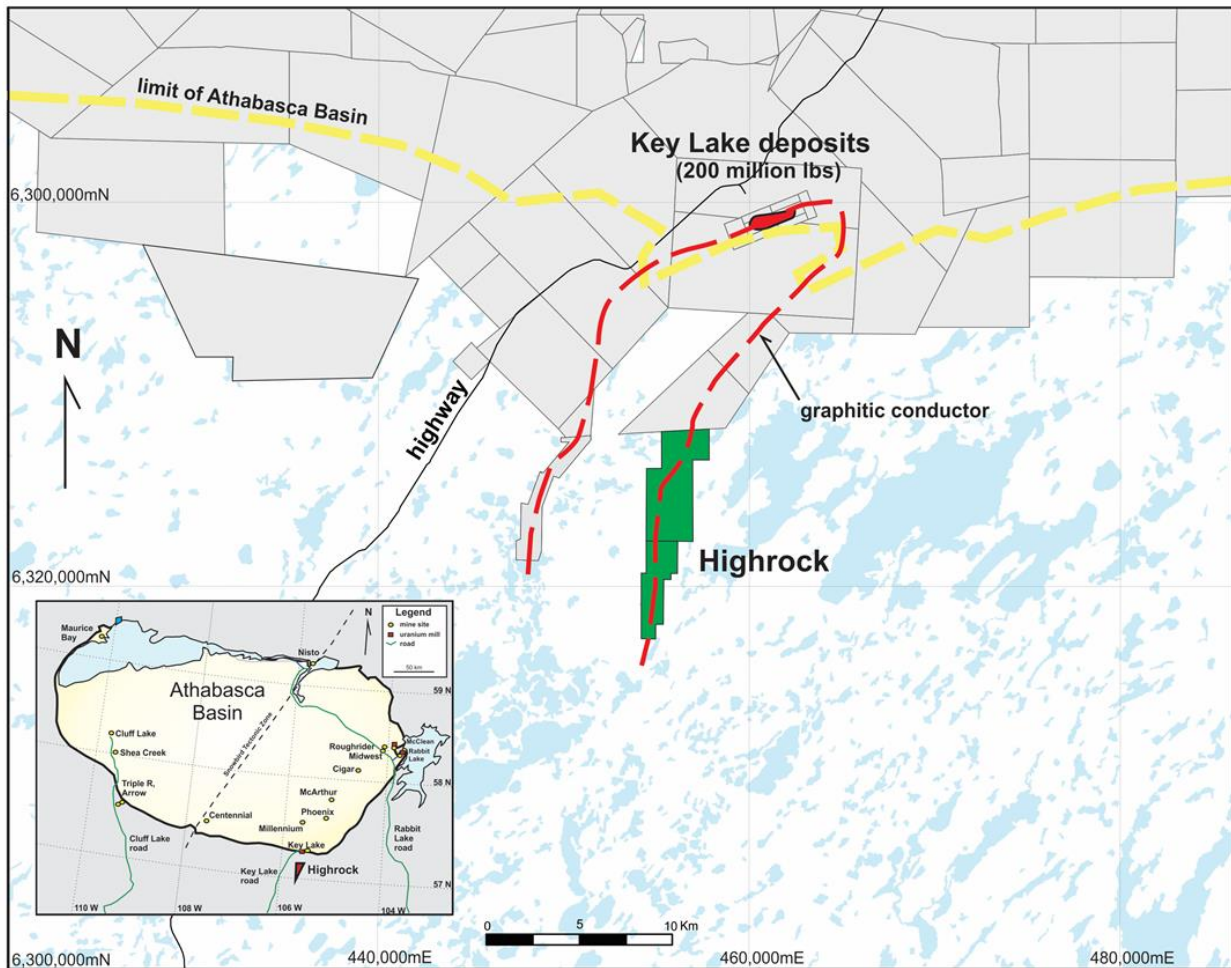 limit of Athabasca Basin
Key Lake deposits
(200 million lbs)
6,300,000mN
N
highway
graphitic conductor
Highrock
6,320,000mN
Maurice
Bay
Nisto
Legend
mine site
uranium mill
road
50 km
N
59 N
Athabasca
Basin
Snowbird Tectonic Zone
Cluff Lake
Shea Creek
Roughrider
Midwest
McClean
Rabbit
Lake
Cigar
58 N
Triple R,
Arrow
McArthur
Centennial
Phoenix
Millennium
Cluff Lake
road
Key Lake
Rabbit
Lake
road
Key Lake
road
Highrock
57 N
110 W
108 W
106 W
104 W
0
5
10 Km
6,300,000mN
440,000mE
460,000mE
480,000mE